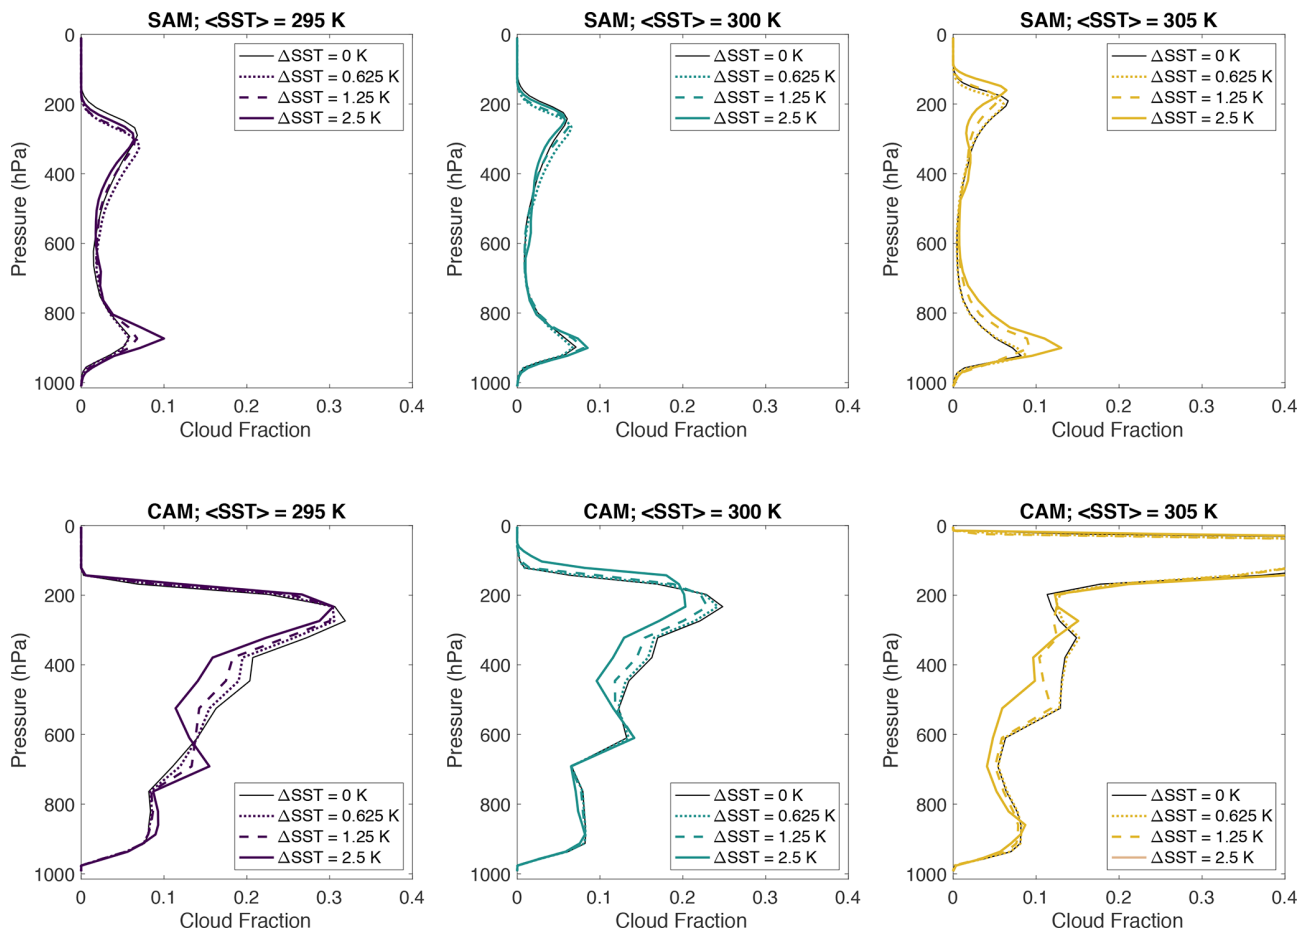 SAM; <SST> = 295 K
0
200
400
600
800
1000
Pressure (hPa)
ΔSST = 0 K
ΔSST = 0.625 K
ΔSST = 1.25 K
ΔSST = 2.5 K
0 0.1 0.2 0.3 0.4
Cloud Fraction
SAM; <SST> = 300 K
0
200
400
600
800
1000
Pressure (hPa)
ΔSST = 0 K
ΔSST = 0.625 K
ΔSST = 1.25 K
ΔSST = 2.5 K
0 0.1 0.2 0.3 0.4
Cloud Fraction
SAM; <SST> = 305 K
0
200
400
600
800
1000
Pressure (hPa)
ΔSST = 0 K
ΔSST = 0.625 K
ΔSST = 1.25 K
ΔSST = 2.5 K
0 0.1 0.2 0.3 0.4
Cloud Fraction
CAM; <SST> = 295 K
0
200
400
600
800
1000
Pressure (hPa)
ΔSST = 0 K
ΔSST = 0.625 K
ΔSST = 1.25 K
ΔSST = 2.5 K
0 0.1 0.2 0.3 0.4
Cloud Fraction
CAM; <SST> = 300 K
0
200
400
600
800
1000
Pressure (hPa)
ΔSST = 0 K
ΔSST = 0.625 K
ΔSST = 1.25 K
ΔSST = 2.5 K
0 0.1 0.2 0.3 0.4
Cloud Fraction
CAM; <SST> = 305 K
0
200
400
600
800
1000
Pressure (hPa)
ΔSST = 0 K
ΔSST = 0.625 K
ΔSST = 1.25 K
ΔSST = 2.5 K
0 0.1 0.2 0.3 0.4
Cloud Fraction